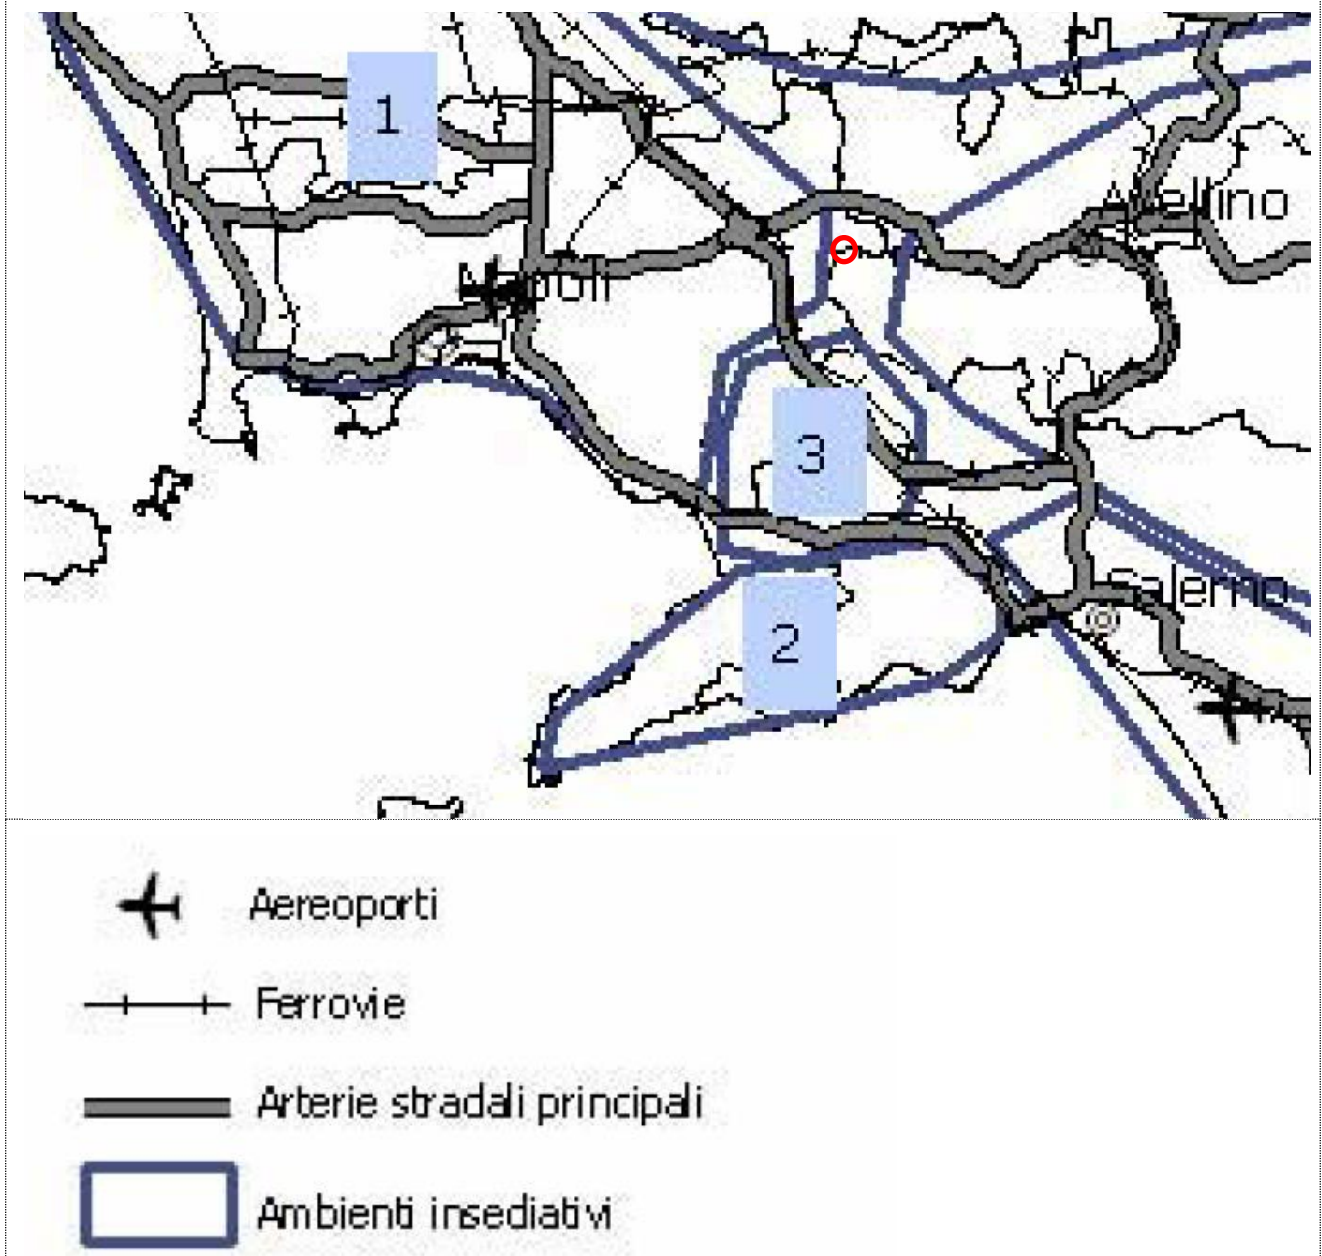 1
Avellino
Napoli
3
Salerno
2
Aereoporti
Ferrovie
Arterie stradali principali
Ambienti insediativi